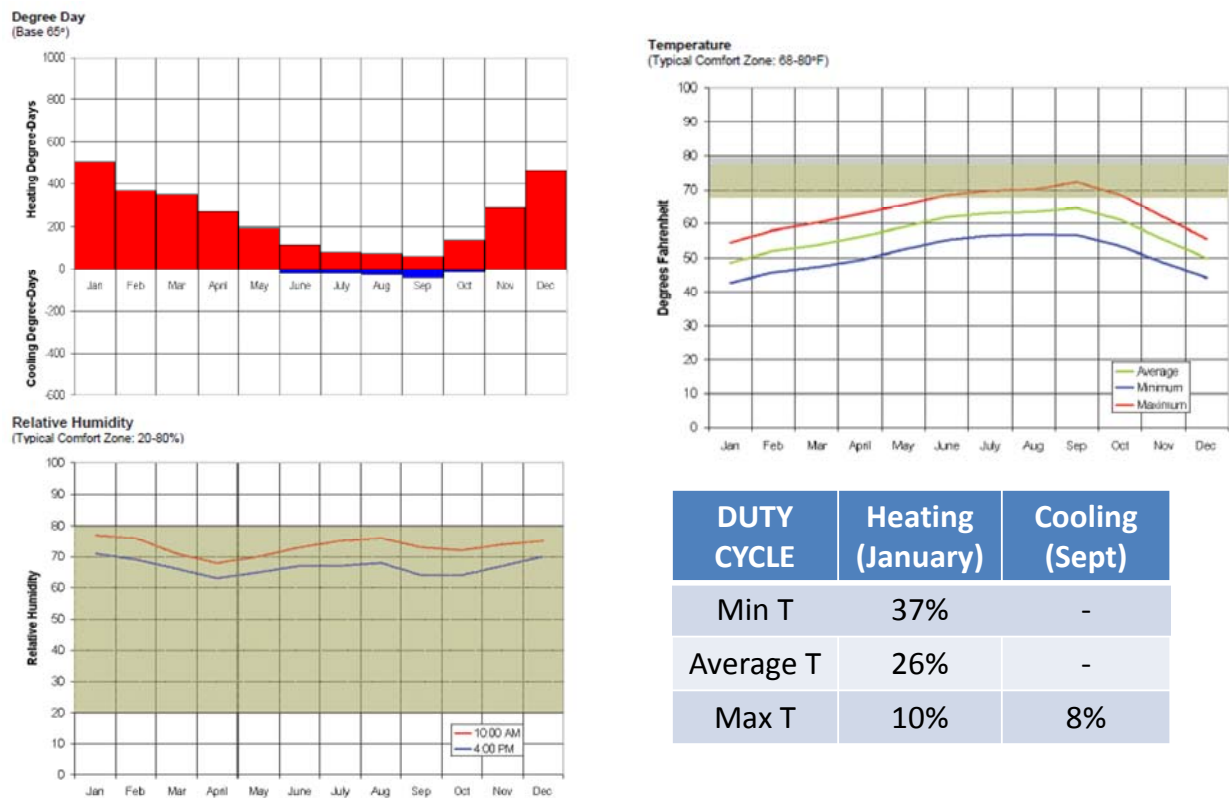 Degree Day
(Base 65°)
1000
800
600
400
200
0
-200
-400
-600
Heating Degree-Days
Cooling Degree-Days
Jan Feb Mar April May June July Aug Sep Oct Nov Dec
Temperature
(Typical Comfort Zone: 68-80°F)
100
90
80
70
60
50
40
30
20
10
0
Degrees Fahrenheit
Average
Minimum
Maximum
Jan Feb Mar April May June July Aug Sep Oct Nov Dec
Relative Humidity
(Typical Comfort Zone: 20-80%)
100
90
80
70
60
50
40
30
20
10
0
Relative Humidity
10:00 AM
4:00 PM
Jan Feb Mar April May June July Aug Sep Oct Nov Dec
DUTY CYCLE Heating (January) Cooling (Sept)
Min T 37% -
Average T 26% -
Max T 10% 8%